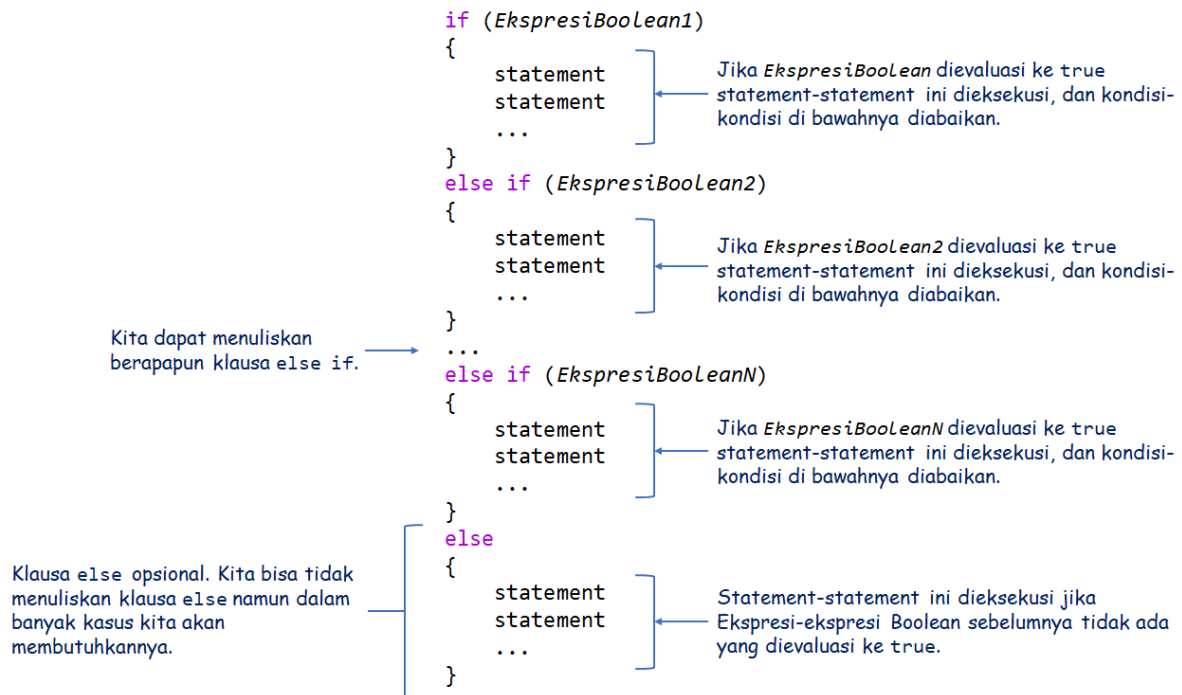 if (EkspresiBoolean1)
{
statement
statement
...
}
Jika EkspresiBoolean dievaluasi ke true
statement-statement ini dieksekusi, dan kondisi-
kondisi di bawahnya diabaikan.
else if (EkspresiBoolean2)
{
statement
statement
...
}
Jika EkspresiBoolean2 dievaluasi ke true
statement-statement ini dieksekusi, dan kondisi-
kondisi di bawahnya diabaikan.
Kita dapat menuliskan
berapapun klausa else if.
...
else if (EkspresiBooleanN)
{
statement
statement
...
}
Jika EkspresiBooleanN dievaluasi ke true
statement-statement ini dieksekusi, dan kondisi-
kondisi di bawahnya diabaikan.
else
{
statement
statement
...
}
Klausa else opsional. Kita bisa tidak
menuliskan klausa else namun dalam
banyak kasus kita akan
membutuhkannya.
Statement-statement ini dieksekusi jika
Ekspresi-ekspresi Boolean sebelumnya tidak ada
yang dievaluasi ke true.